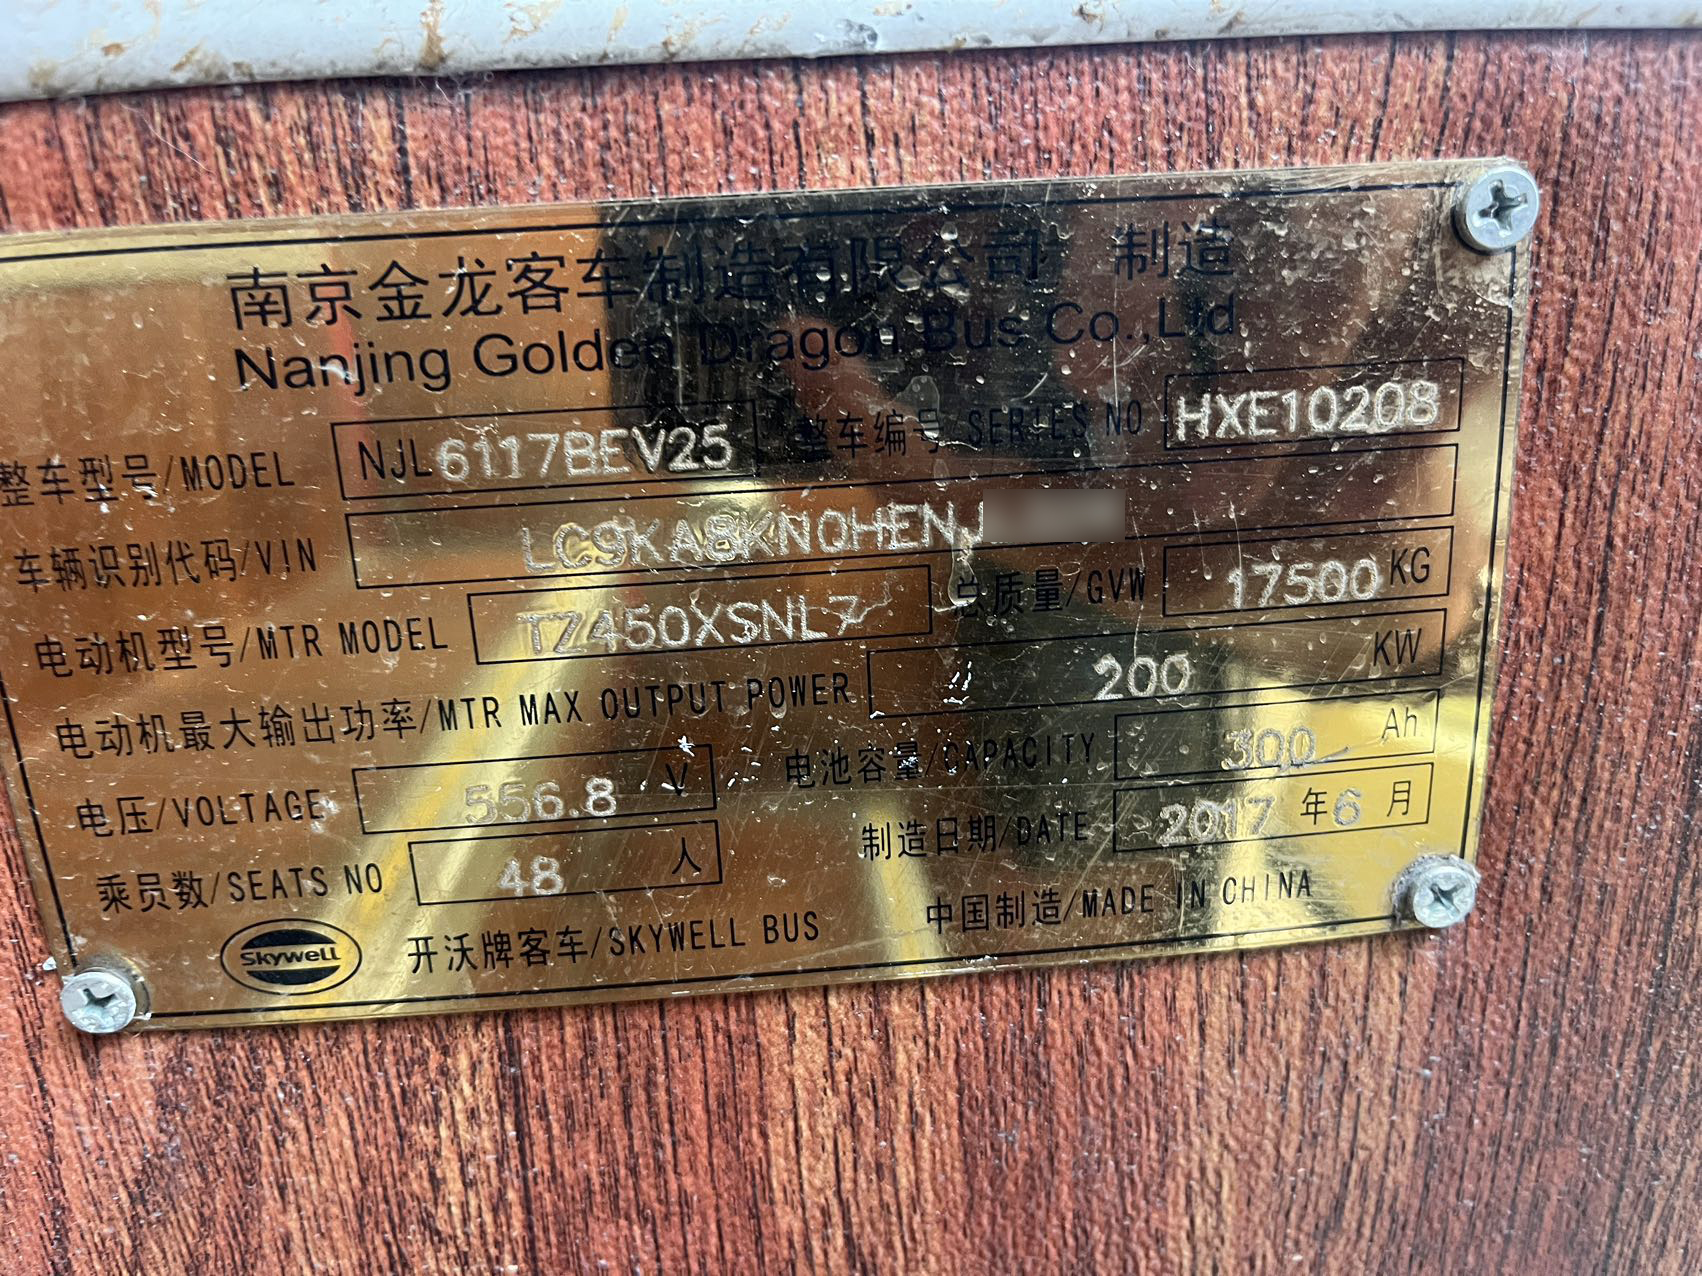 南京金龙客车制造有限公司 制造
Nanjing Golden Dragon Bus Co.,Ltd
整车型号/MODEL NJL6117BEV25 整车编号/SERIES NO HXE10208
车辆识别代码/VIN LC9KA8KN0HENJ
电动机型号/MTR MODEL TZ450XSNL7 总质量/GVW 17500KG
电动机最大输出功率/MTR MAX OUTPUT POWER 200 KW
电压/VOLTAGE 556.8 V 电池容量/CAPACITY 300 Ah
乘员数/SEATS NO 48 人 制造日期/DATE 2017 年6 月
Skywell 开沃牌客车/SKYWELL BUS 中国制造/MADE IN CHINA